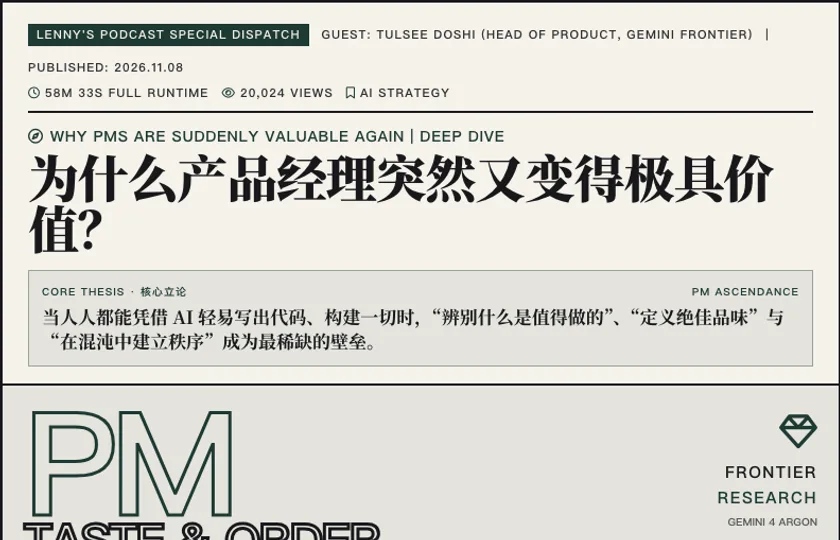 LENNY'S PODCAST SPECIAL DISPATCH GUEST: TULSEE DOSHI (HEAD OF PRODUCT, GEMINI FRONTIER) |
PUBLISHED: 2026.11.08
58M 33S FULL RUNTIME 20,024 VIEWS AI STRATEGY
WHY PMS ARE SUDDENLY VALUABLE AGAIN | DEEP DIVE
为什么产品经理突然又变得极具价
值?
CORE THESIS · 核心立论 PM ASCENDANCE
当人人都能凭借 AI 轻易写出代码、构建一切时,“辨别什么是值得做的”、“定义绝佳品味”与
“在混沌中建立秩序”成为最稀缺的壁垒。
PM
TASTE & ORDER
FRONTIER
RESEARCH
GEMINI 4 ARGON